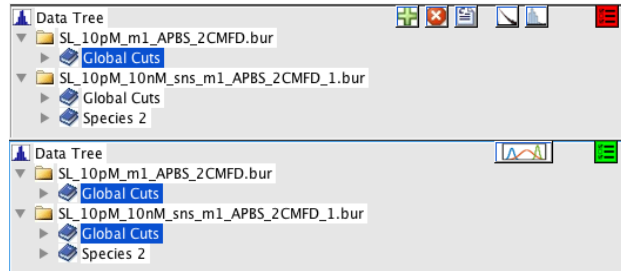 Data Tree
SL_10pM_m1_APBS_2CMFD.bur
Global Cuts
SL_10pM_10nM_sns_m1_APBS_2CMFD_1.bur
Global Cuts
Species 2
Data Tree
SL_10pM_m1_APBS_2CMFD.bur
Global Cuts
SL_10pM_10nM_sns_m1_APBS_2CMFD_1.bur
Global Cuts
Species 2